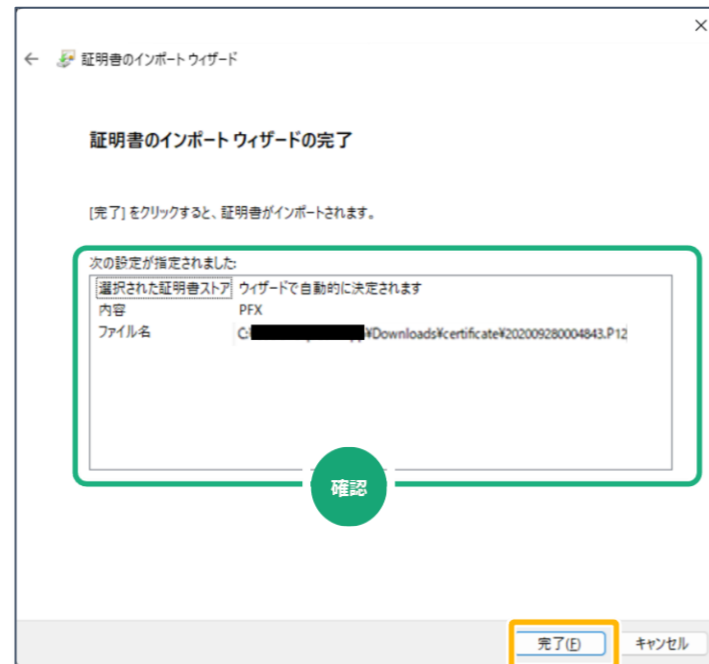 証明書のインポート ウィザード
証明書のインポート ウィザードの完了
[完了] をクリックすると、証明書がインポートされます。
次の設定が指定されました:
選択された証明書ストア ウィザードで自動的に決定されます
内容 PFX
ファイル名 C:¥Downloads¥certificate¥202009280004843.P12
確認
完了(F) キャンセル